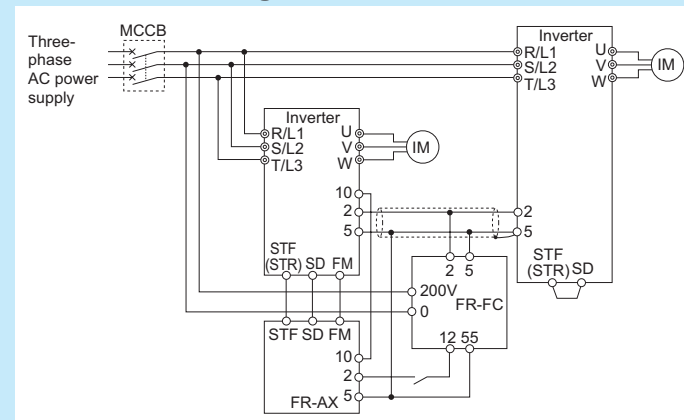 MCCB
Three-
phase
AC power
supply
Inverter
R/L1
S/L2
T/L3
U
V
W
IM
2
5
STF
(STR) SD
Inverter
R/L1
S/L2
T/L3
U
V
W
IM
10
2
5
STF
(STR) SD FM
2 5
200V
0
FR-FC
12 55
STF SD FM
10
2
5
FR-AX